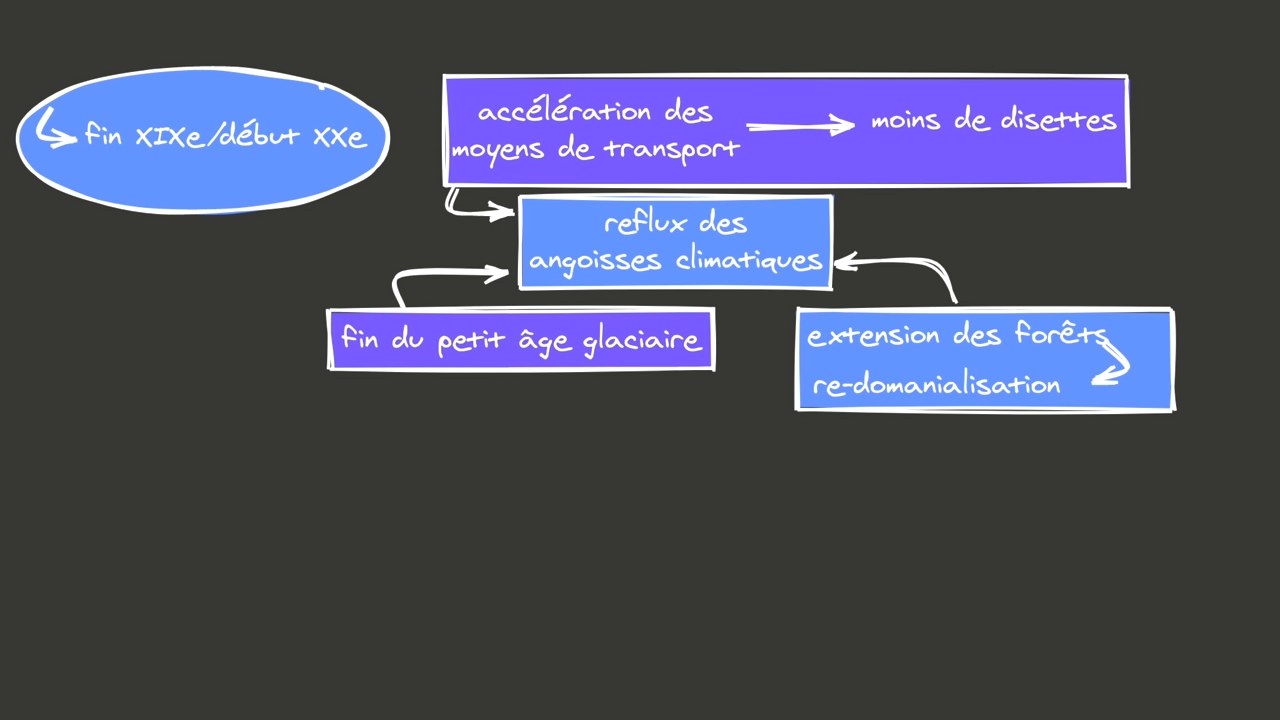 fin XIXe/début XXe
accélération des
moyens de transport
moins de disettes
reflux des
angoisses climatiques
fin du petit âge glaciaire
extension des forêts
re-domanialisation